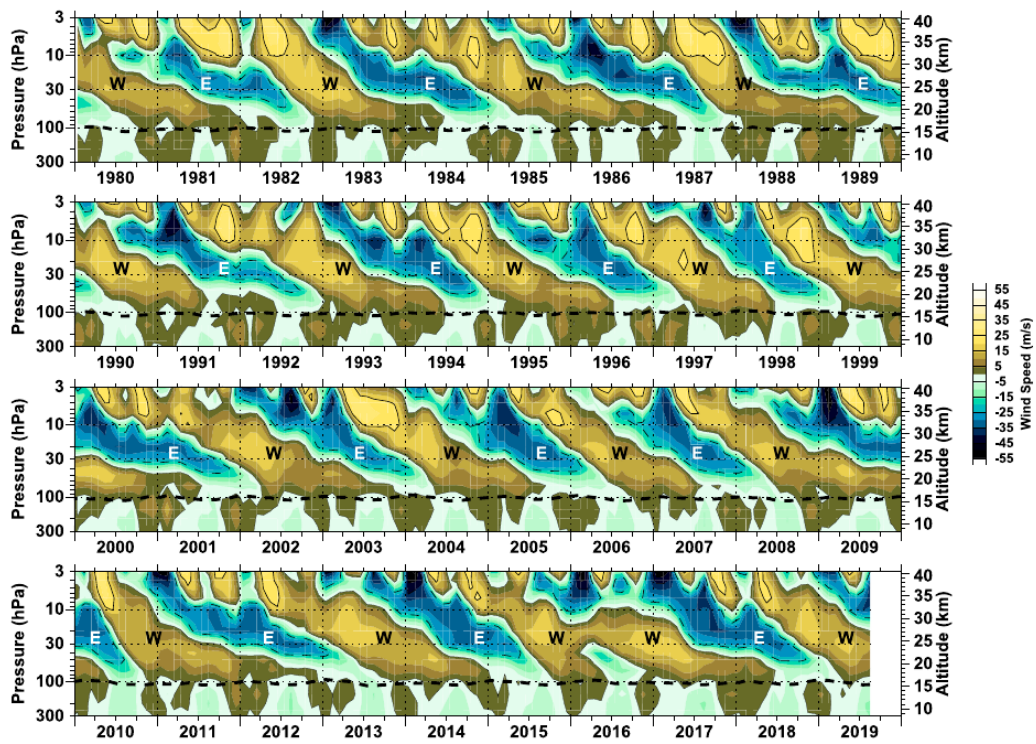 3
10
30
100
300
Pressure (hPa)
W
E
W
E
W
E
W
E
40
35
30
25
20
15
10
Altitude (km)
1980 1981 1982 1983 1984 1985 1986 1987 1988 1989
3
10
30
100
300
Pressure (hPa)
W
E
W
E
W
E
W
E
W
40
35
30
25
20
15
10
Altitude (km)
1990 1991 1992 1993 1994 1995 1996 1997 1998 1999
55
45
35
25
15
5
-5
-15
-25
-35
-45
-55
Wind Speed (m/s)
3
10
30
100
300
Pressure (hPa)
E
W
E
W
E
W
E
W
40
35
30
25
20
15
10
Altitude (km)
2000 2001 2002 2003 2004 2005 2006 2007 2008 2009
3
10
30
100
300
Pressure (hPa)
E
W
E
W
E
W
W
E
W
40
35
30
25
20
15
10
Altitude (km)
2010 2011 2012 2013 2014 2015 2016 2017 2018 2019